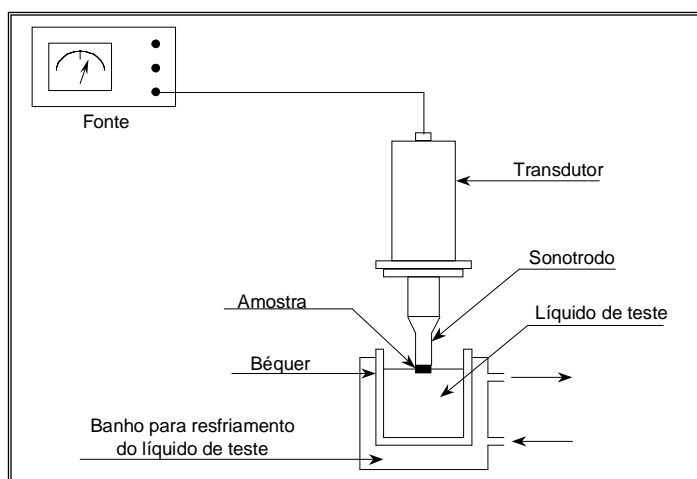 Fonte
Transdutor
Sonotrodo
Amostra
Líquido de teste
Béquer
Banho para resfriamento
do líquido de teste